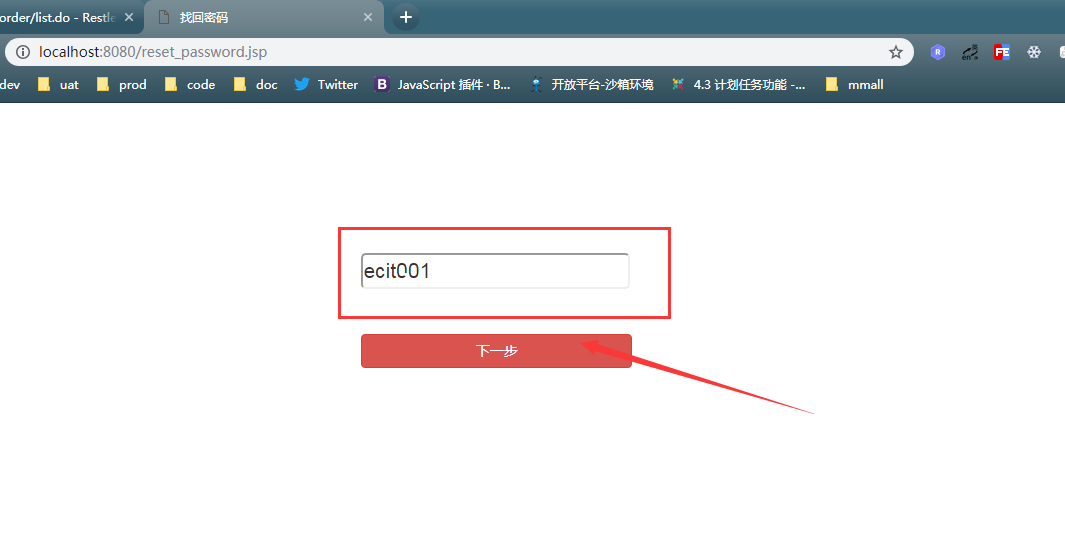 order/list.do - Restle
找回密码
localhost:8080/reset_password.jsp
dev
uat
prod
code
doc
Twitter
B
JavaScript 插件 · B...
开放平台-沙箱环境
4.3 计划任务功能 -...
mmall
R
en
FE
ecit001
下一步